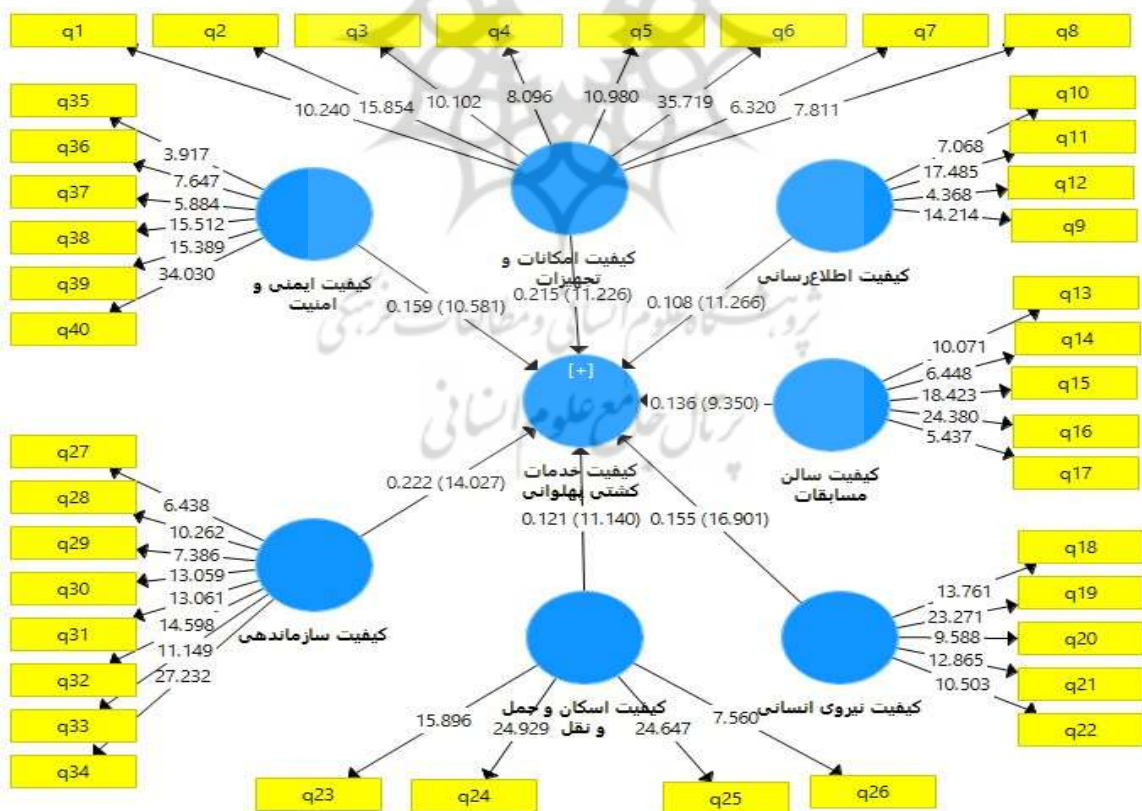 q1
q2
q3
q4
q5
q6
q7
q8
10.240
15.854
10.102
8.096
10.980
35.719
6.320
7.811
q35
q36
q37
q38
q39
q40
3.917
7.647
5.884
15.512
15.389
34.030
کیفیت ایمنی و
امنیت
کیفیت امکانات و
تجهیزات
q10
q11
q12
q9
7.068
17.485
4.368
14.214
کیفیت اطلاع‌رسانی
0.159 (10.581)
0.215 (11.226)
0.108 (11.266)
پژوهشگاه علوم انسانی و مطالعات فرهنگی
پرتال جامع علوم انسانی
[+]
کیفیت خدمات
کشتی پهلوانی
0.136 (9.350)
q13
q14
q15
q16
q17
10.071
6.448
18.423
24.380
5.437
کیفیت سالن
مسابقات
q27
q28
q29
q30
q31
q32
q33
q34
6.438
10.262
7.386
13.059
13.061
14.598
11.149
27.232
کیفیت سازماندهی
0.222 (14.027)
0.121 (11.140)
0.155 (16.901)
کیفیت اسکان و حمل
و نقل
15.896
24.929
24.647
7.560
q23
q24
q25
q26
کیفیت نیروی انسانی
q18
q19
q20
q21
q22
13.761
23.271
9.588
12.865
10.503